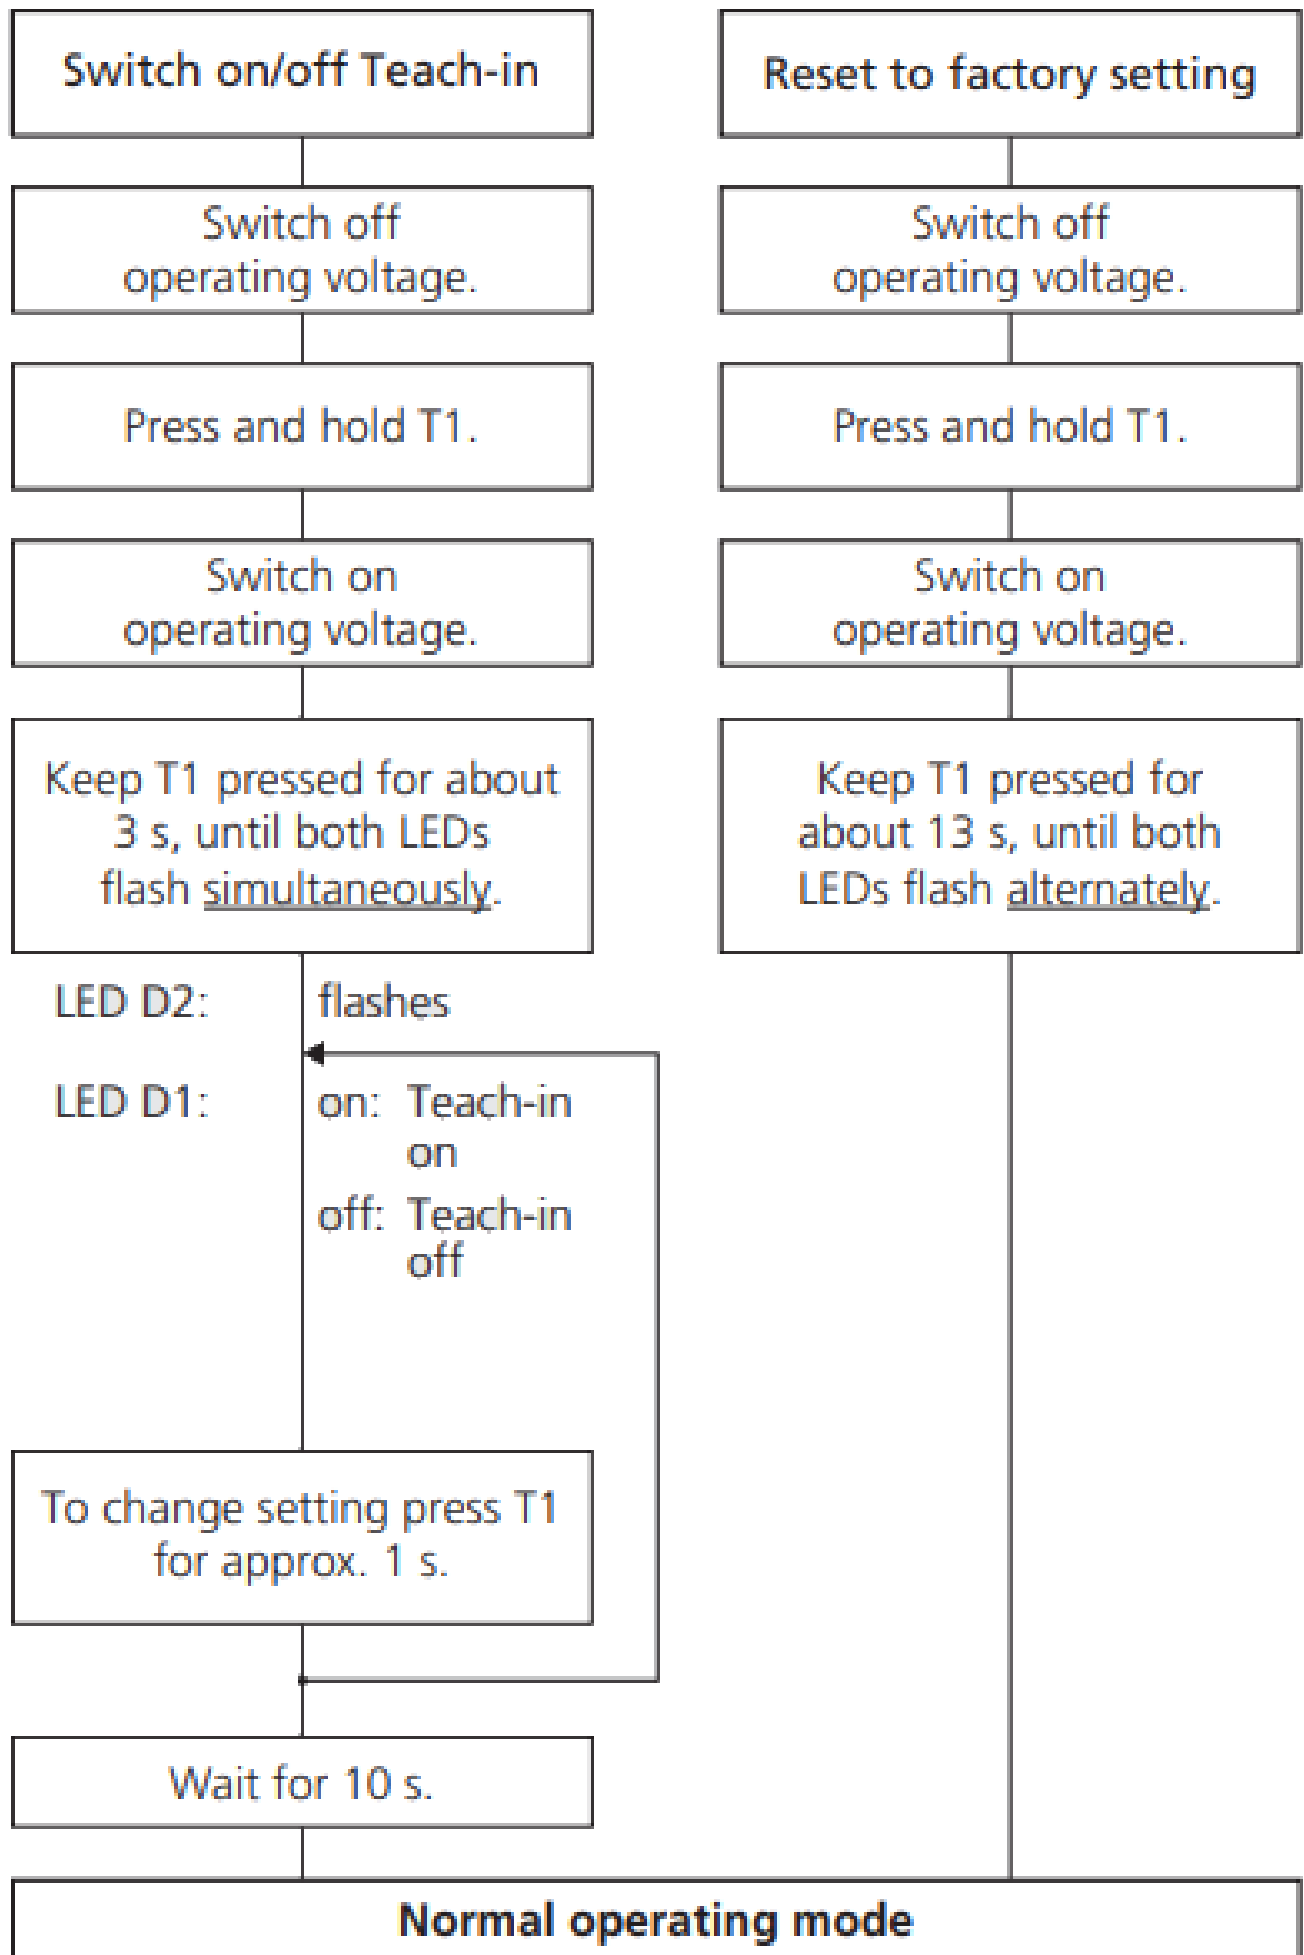 Switch on/off Teach-in
Switch off
operating voltage.
Press and hold T1.
Switch on
operating voltage.
Keep T1 pressed for about
3 s, until both LEDs
flash simultaneously.
LED D2: flashes
LED D1: on: Teach-in
on
off: Teach-in
off
To change setting press T1
for approx. 1 s.
Wait for 10 s.
Reset to factory setting
Switch off
operating voltage.
Press and hold T1.
Switch on
operating voltage.
Keep T1 pressed for
about 13 s, until both
LEDs flash alternately.
Normal operating mode